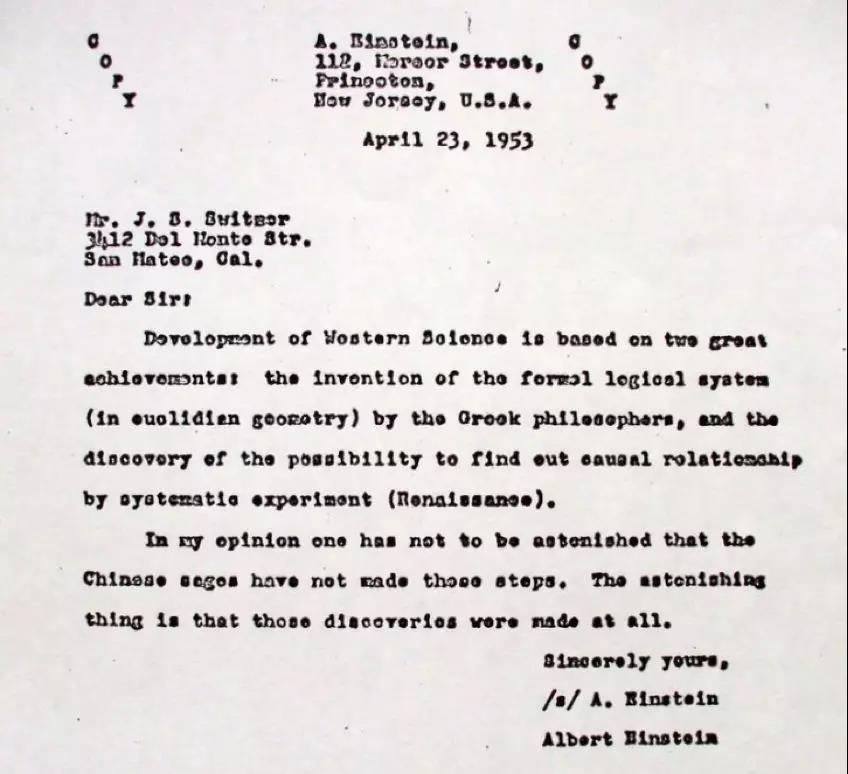 C
O
P
Y
A. Einstein,
112, Mercer Street,
Princeton,
New Jersey, U.S.A.
C
O
P
Y
April 23, 1953
Mr. J. S. Switzer
3412 Del Monte Str.
San Mateo, Cal.
Dear Sir:
Development of Western Science is based on two great
achievements: the invention of the formal logical system
(in euclidian geometry) by the Greek philosophers, and the
discovery of the possibility to find out causal relationship
by systematic experiment (Renaissance).
In my opinion one has not to be astonished that the
Chinese sages have not made those steps. The astonishing
thing is that those discoveries were made at all.
Sincerely yours,
/s/ A. Einstein
Albert Einstein